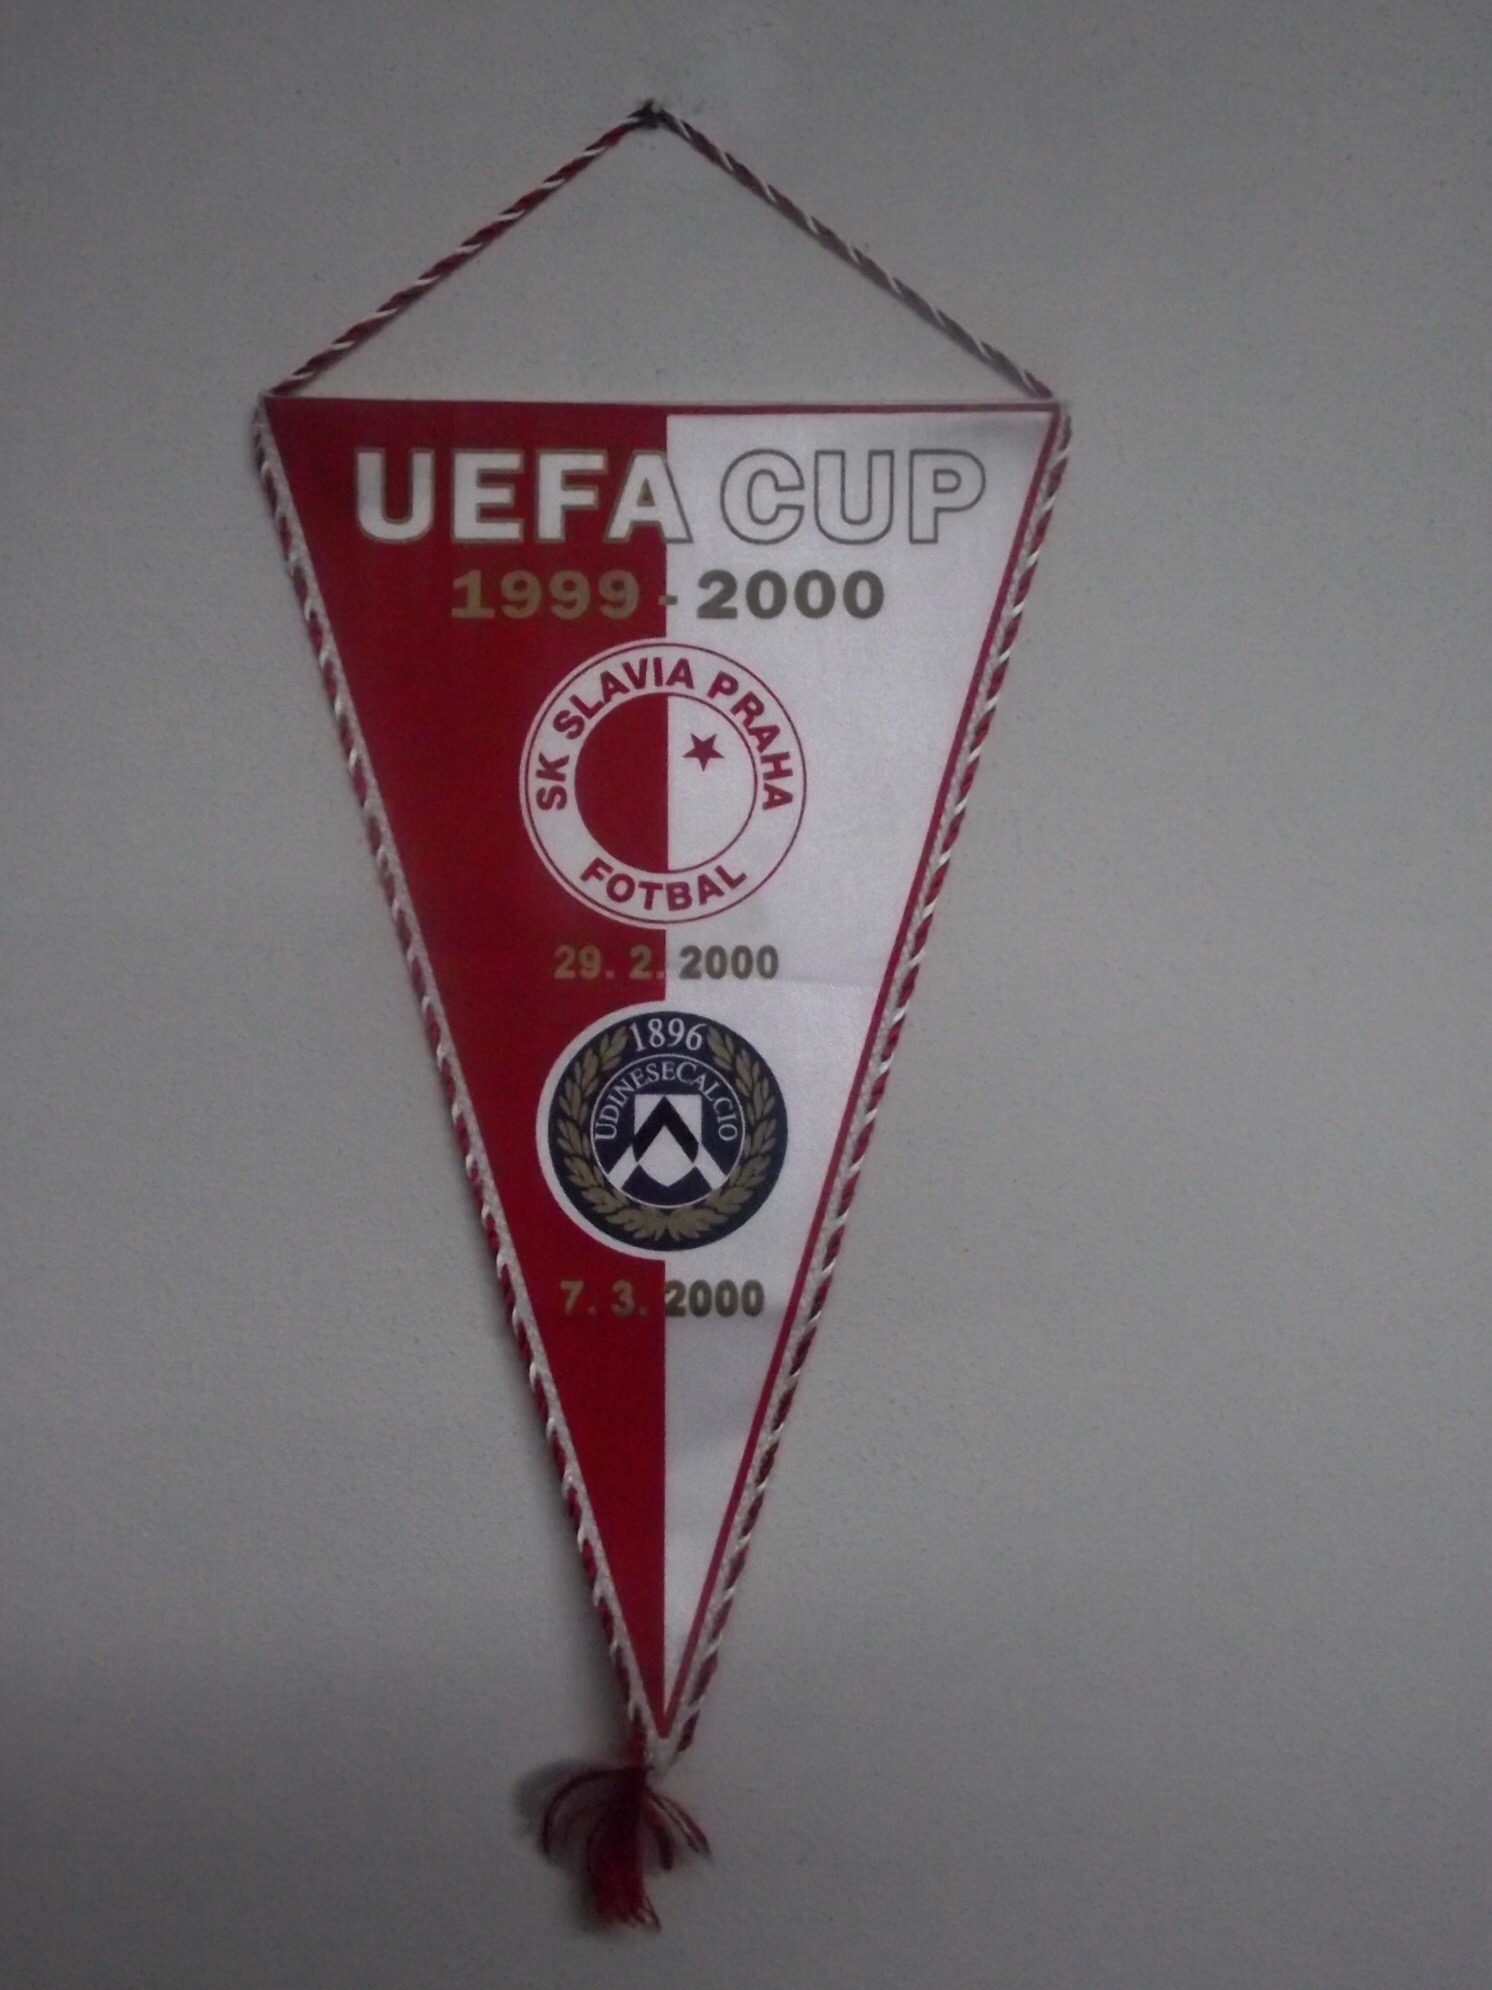 UEFA CUP
1999 - 2000
SK SLAVIA PRAHA
FOTBAL
29. 2. 2000
1896
UDINESECALCIO
7. 3. 2000